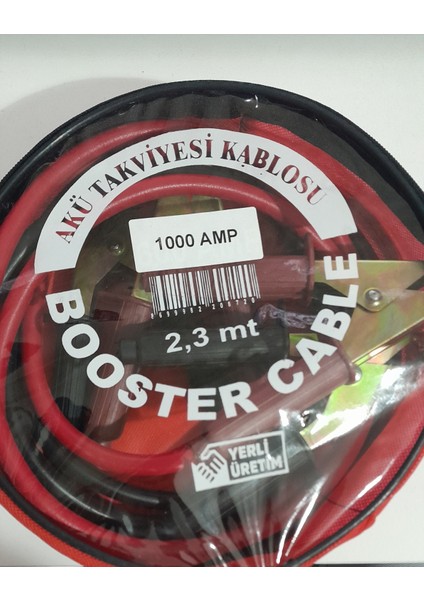 AKÜ TAKVİYESİ KABLOSU
1000 AMP
2,3 mt
BOOSTER CABLE
YERLİ
ÜRETİM